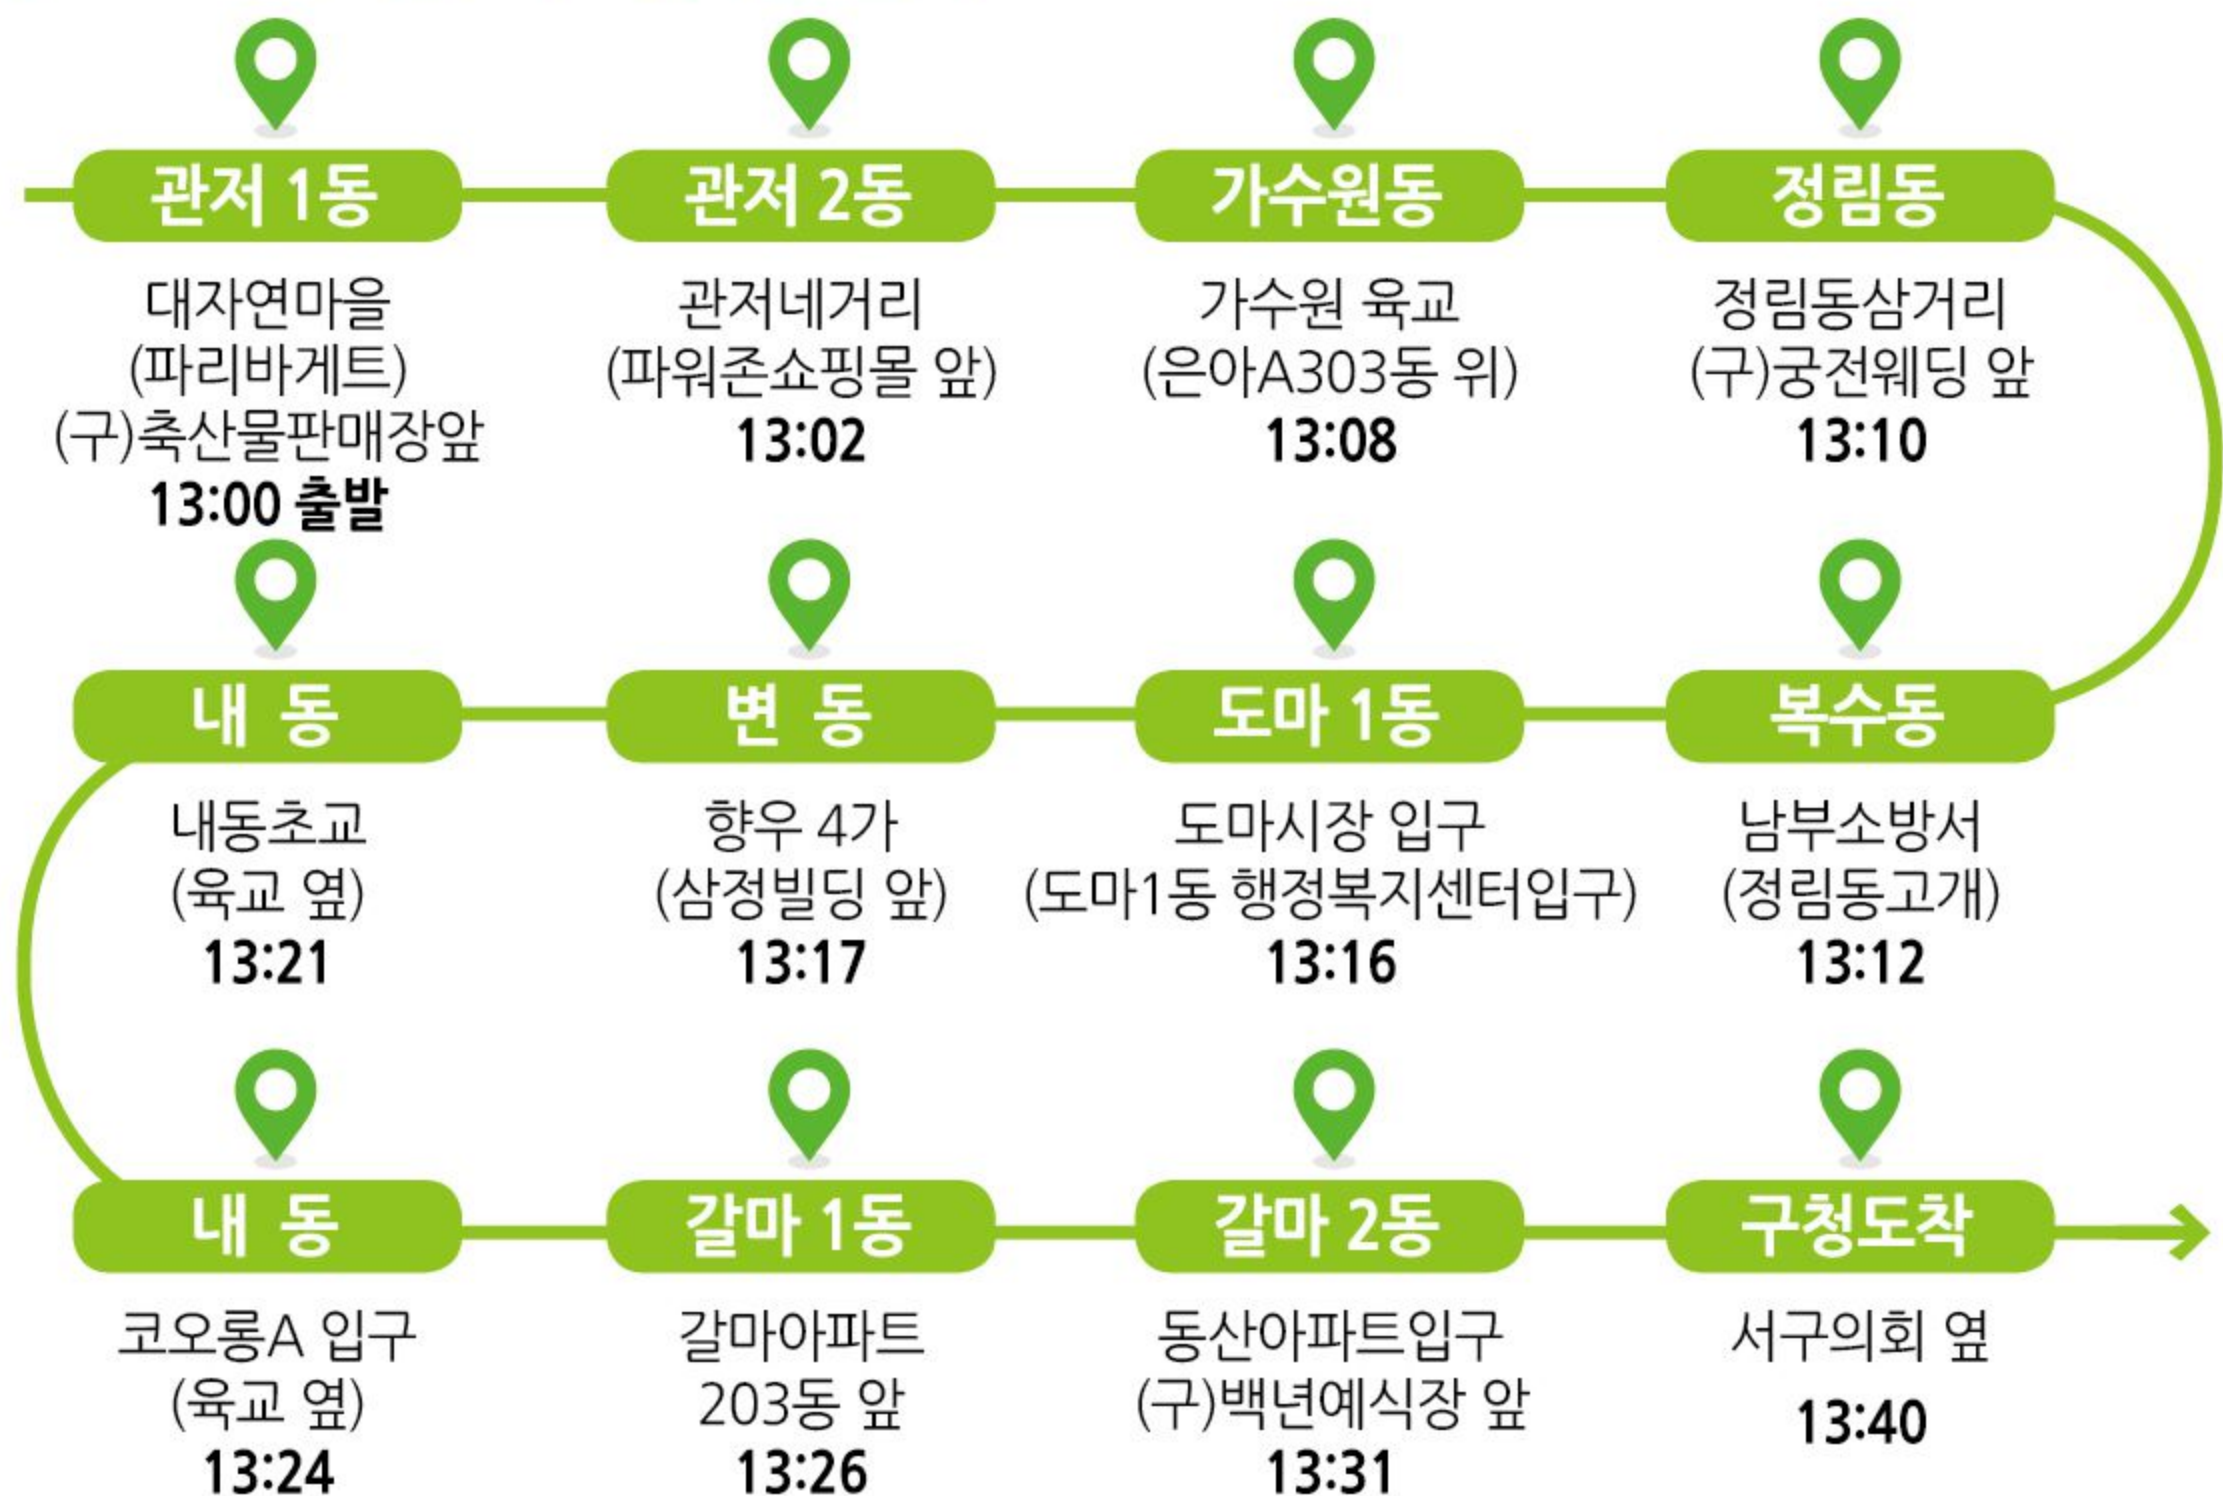 관저 1동
대자연마을
(파리바게트)
(구)축산물판매장앞
13:00 출발
관저 2동
관저네거리
(파워존쇼핑몰 앞)
13:02
가수원동
가수원 육교
(은아A303동 위)
13:08
정림동
정림동삼거리
(구)궁전웨딩 앞
13:10
복수동
남부소방서
(정림동고개)
13:12
도마 1동
도마시장 입구
(도마1동 행정복지센터입구)
13:16
변 동
향우 4가
(삼정빌딩 앞)
13:17
내 동
내동초교
(육교 옆)
13:21
내 동
코오롱A 입구
(육교 옆)
13:24
갈마 1동
갈마아파트
203동 앞
13:26
갈마 2동
동산아파트입구
(구)백년예식장 앞
13:31
구청도착
서구의회 옆
13:40